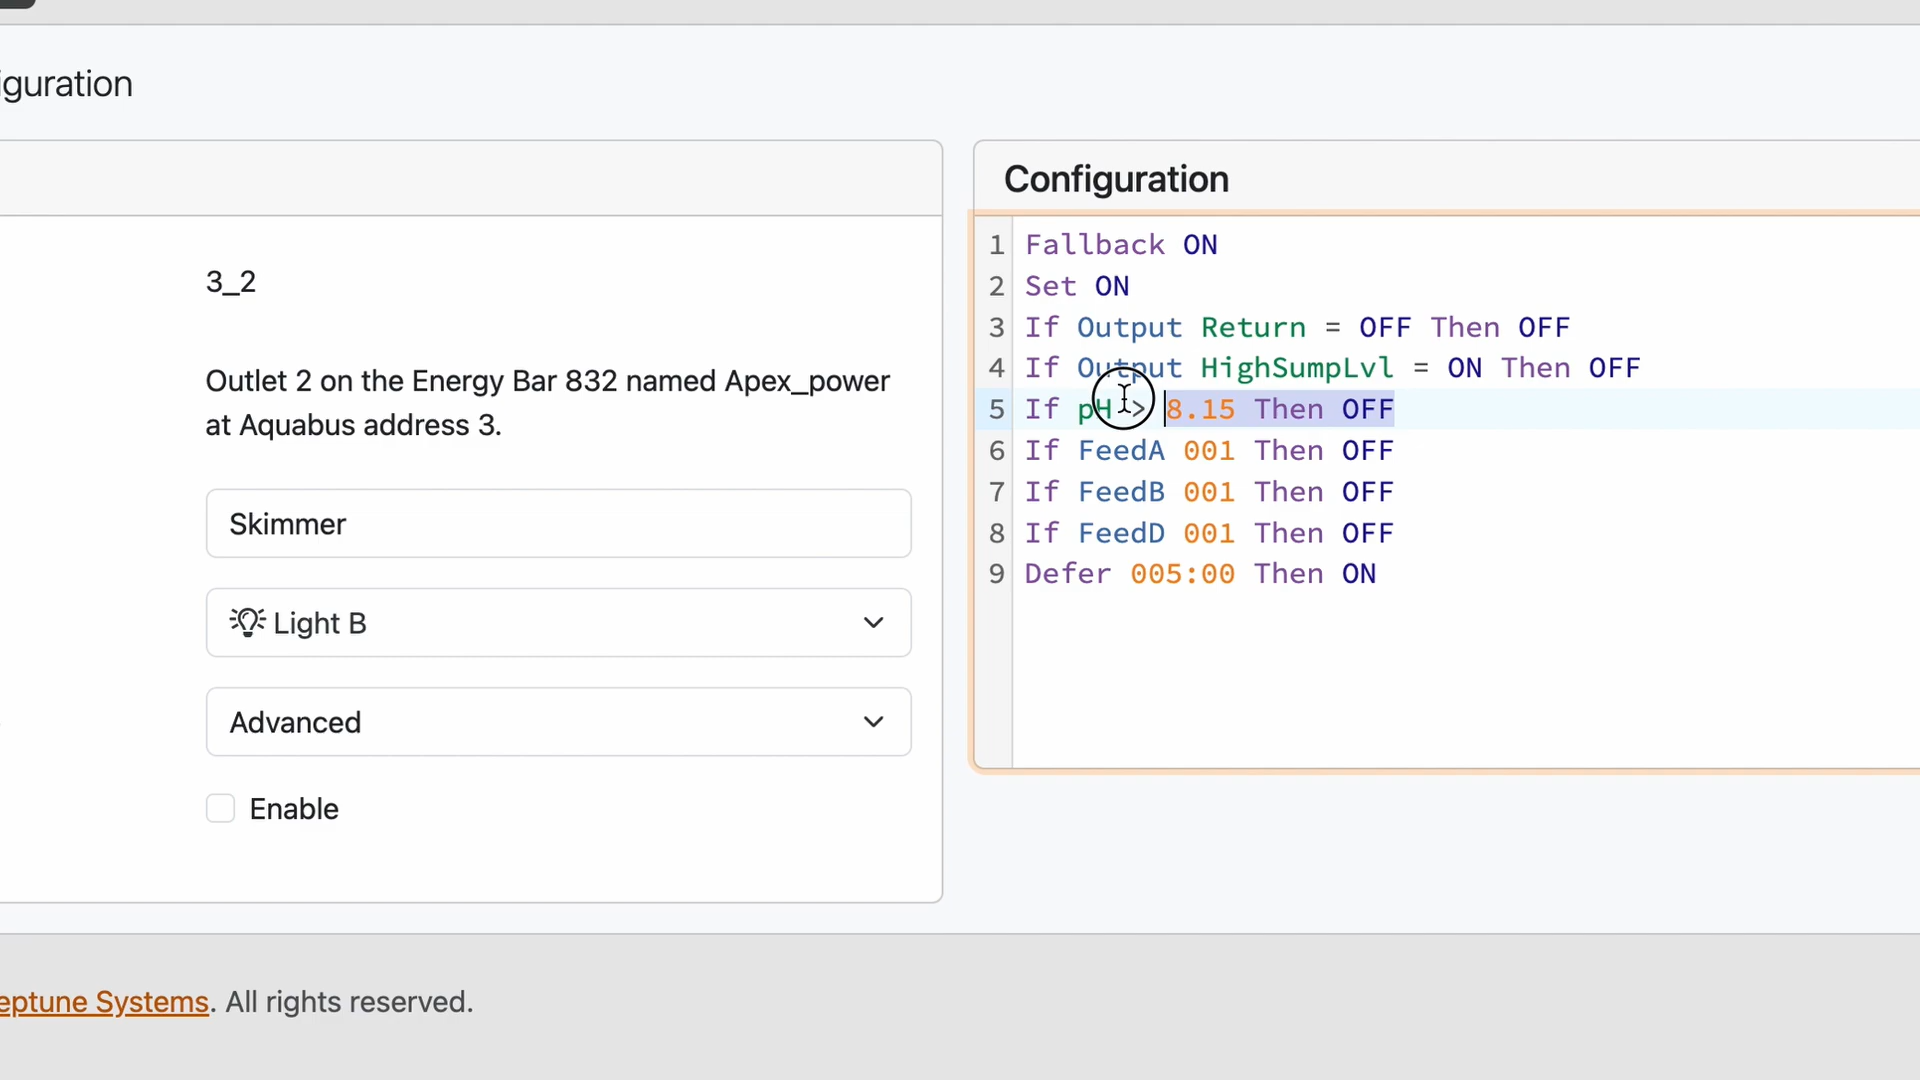 guration
3_2
Outlet 2 on the Energy Bar 832 named Apex_power
at Aquabus address 3.
Skimmer
Light B
Advanced
Enable
Configuration
1 Fallback ON
2 Set ON
3 If Output Return = OFF Then OFF
4 If Output HighSumpLvl = ON Then OFF
5 If pH > 8.15 Then OFF
6 If FeedA 001 Then OFF
7 If FeedB 001 Then OFF
8 If FeedD 001 Then OFF
9 Defer 005:00 Then ON
eptune Systems. All rights reserved.